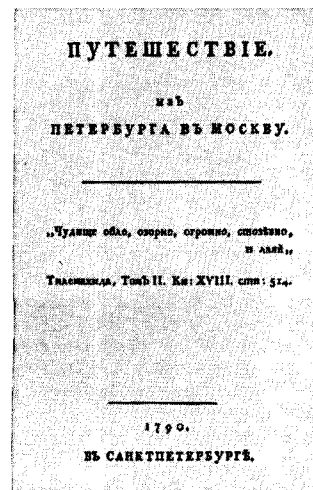 ПУТЕШЕСТВІЕ.
изъ
ПЕТЕРБУРГА ВЪ МОСКВУ.
„Чудище обло, озорно, огромно, стозѣвно,
и лаяй„
Тилемахида, Томъ II. Кн: XVIII. стих: 514.
1790.
ВЪ САНКТПЕТЕРБУРГѢ.